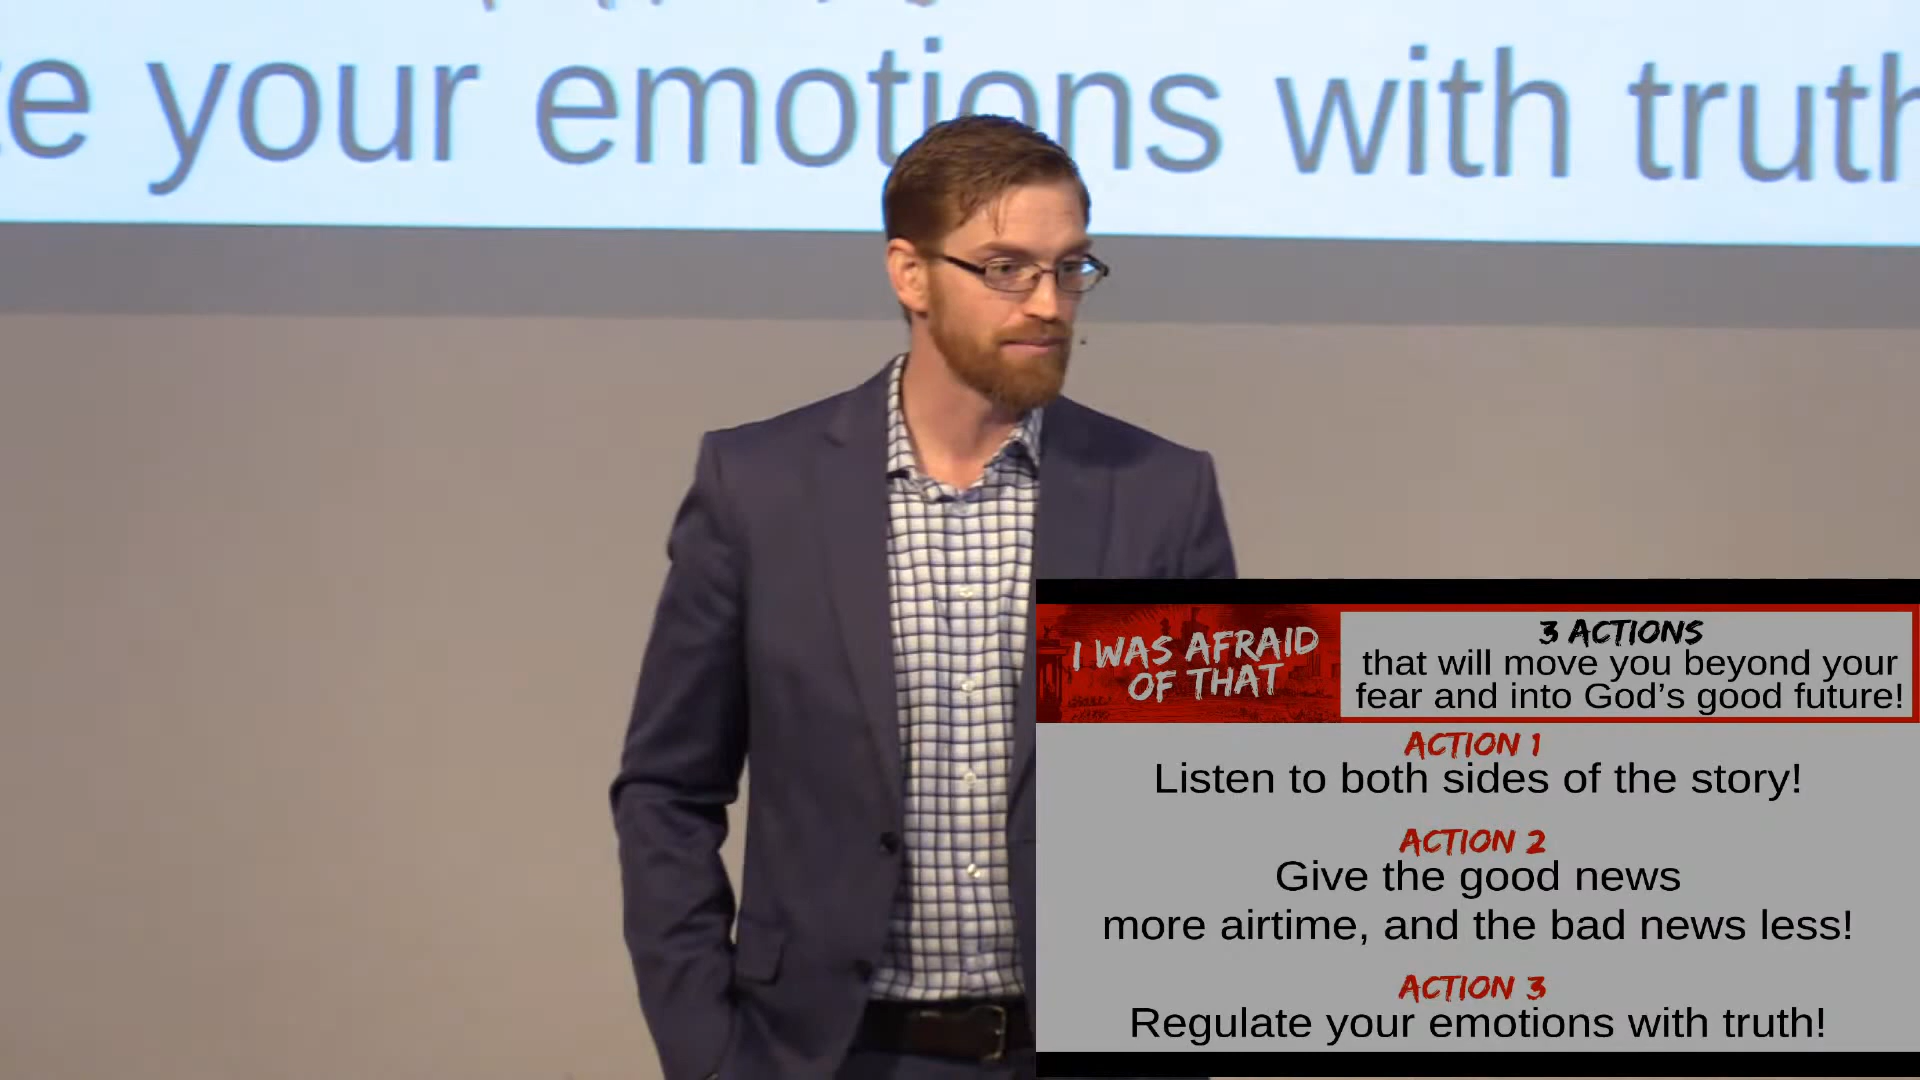 your emotions with truth
I WAS AFRAID
OF THAT
3 ACTIONS
that will move you beyond your
fear and into God's good future!
ACTION 1
Listen to both sides of the story!
ACTION 2
Give the good news
more airtime, and the bad news less!
ACTION 3
Regulate your emotions with truth!